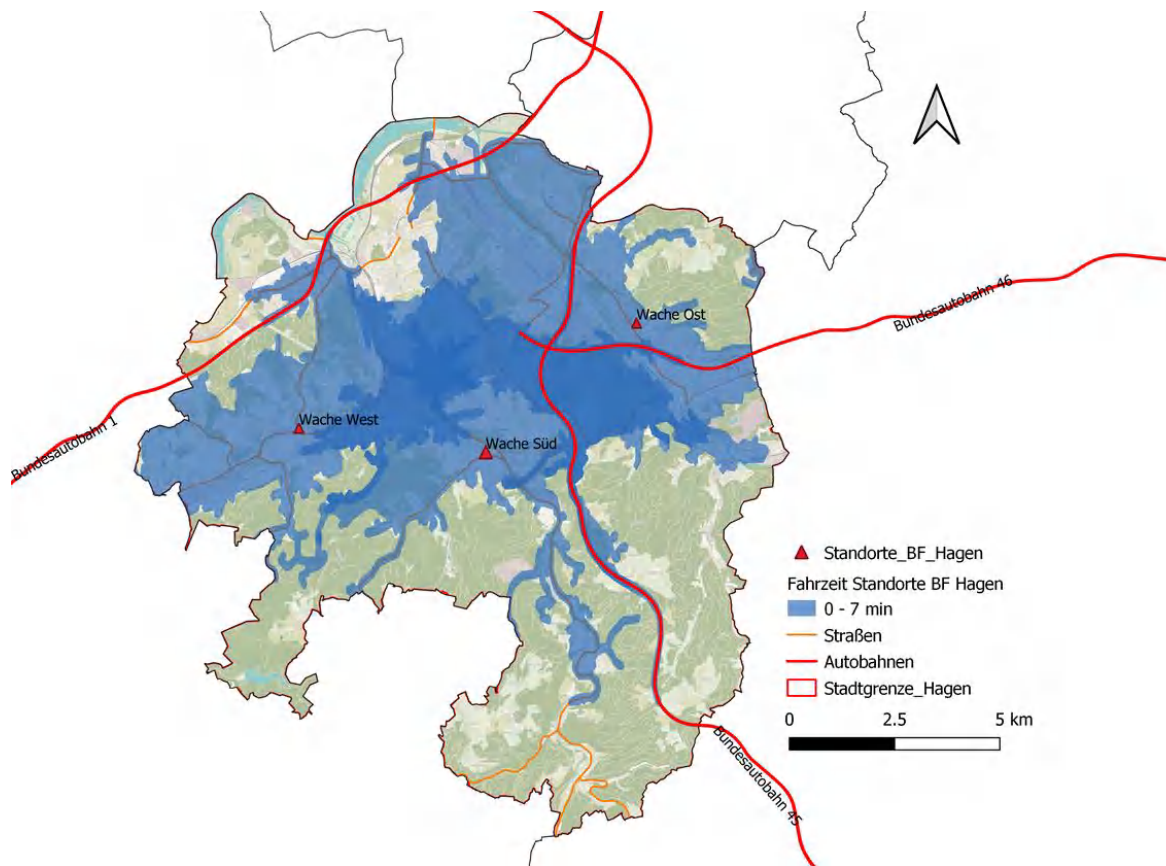 Wache Ost
Bundesautobahn 46
Wache West
Wache Süd
Bundesautobahn 1
Standorte_BF_Hagen
Fahrzeit Standorte BF Hagen
0 - 7 min
Straßen
Autobahnen
Stadtgrenze_Hagen
0 2.5 5 km
Bundesautobahn 45